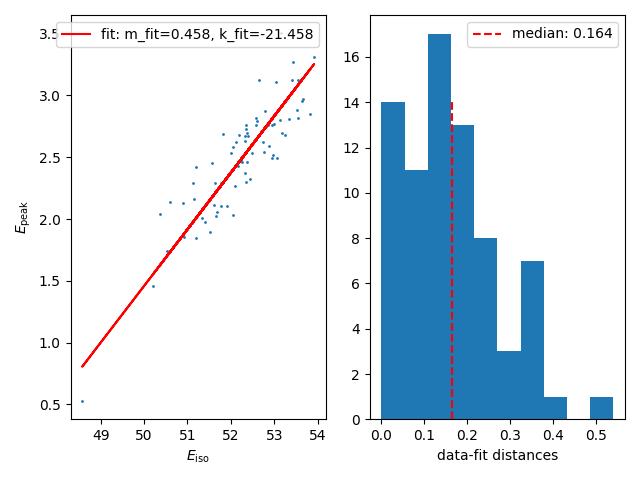 3.5
3.0
2.5
2.0
1.5
1.0
0.5
E_peak
fit: m_fit=0.458, k_fit=-21.458
49 50 51 52 53 54
E_iso
16
14
12
10
8
6
4
2
0
median: 0.164
0.0 0.1 0.2 0.3 0.4 0.5
data-fit distances